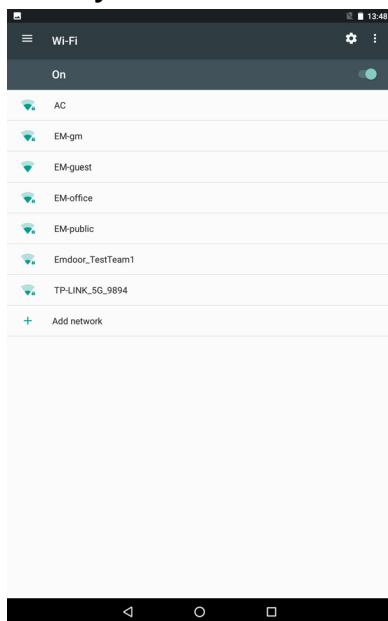 13:48
Wi-Fi
On
AC
EM-gm
EM-guest
EM-office
EM-public
Emdoor_TestTeam1
TP-LINK_5G_9894
Add network